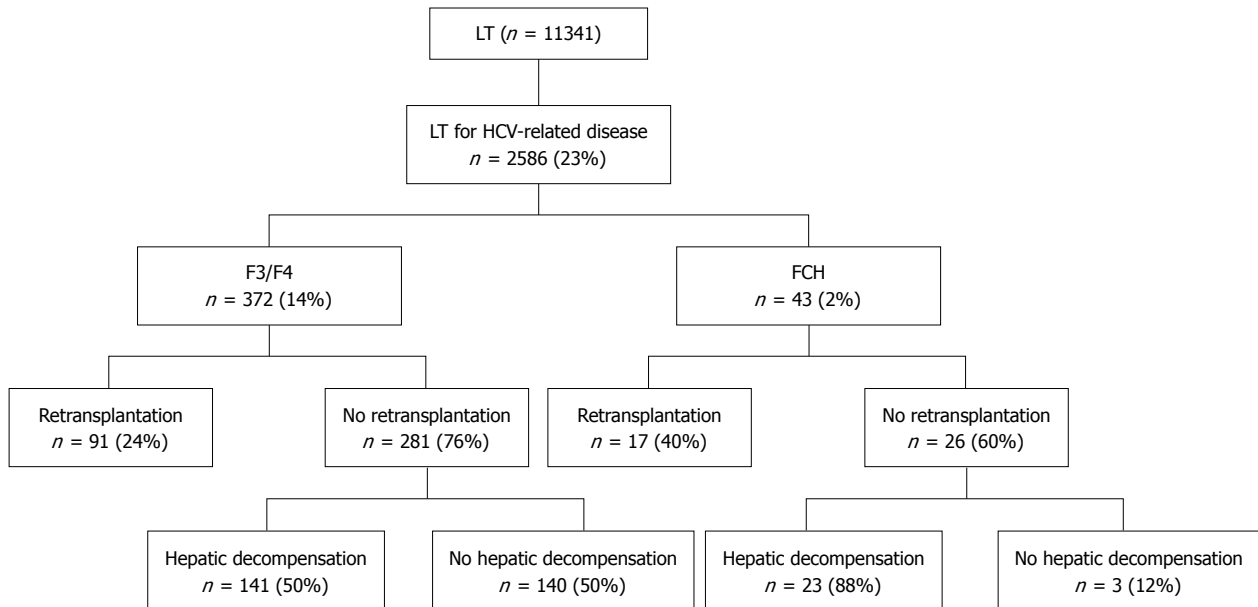 LT (n = 11341)
LT for HCV-related disease
n = 2586 (23%)
F3/F4
n = 372 (14%)
FCH
n = 43 (2%)
Retransplantation
n = 91 (24%)
No retransplantation
n = 281 (76%)
Retransplantation
n = 17 (40%)
No retransplantation
n = 26 (60%)
Hepatic decompensation
n = 141 (50%)
No hepatic decompensation
n = 140 (50%)
Hepatic decompensation
n = 23 (88%)
No hepatic decompensation
n = 3 (12%)